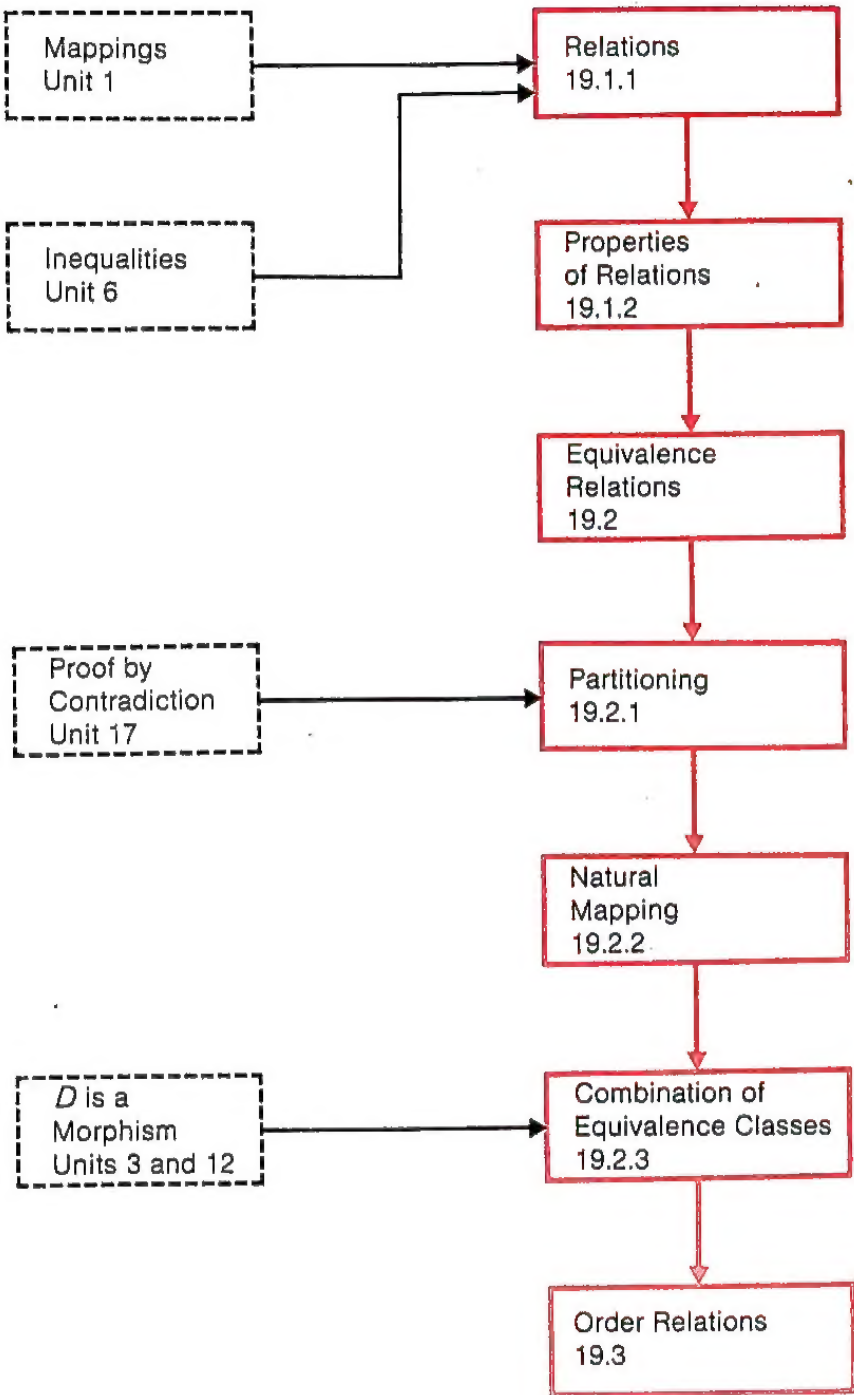 Mappings
Unit 1
Relations
19.1.1
Inequalities
Unit 6
Properties
of Relations
19.1.2
Equivalence
Relations
19.2
Proof by
Contradiction
Unit 17
Partitioning
19.2.1
Natural
Mapping
19.2.2
D is a
Morphism
Units 3 and 12
Combination of
Equivalence Classes
19.2.3
Order Relations
19.3